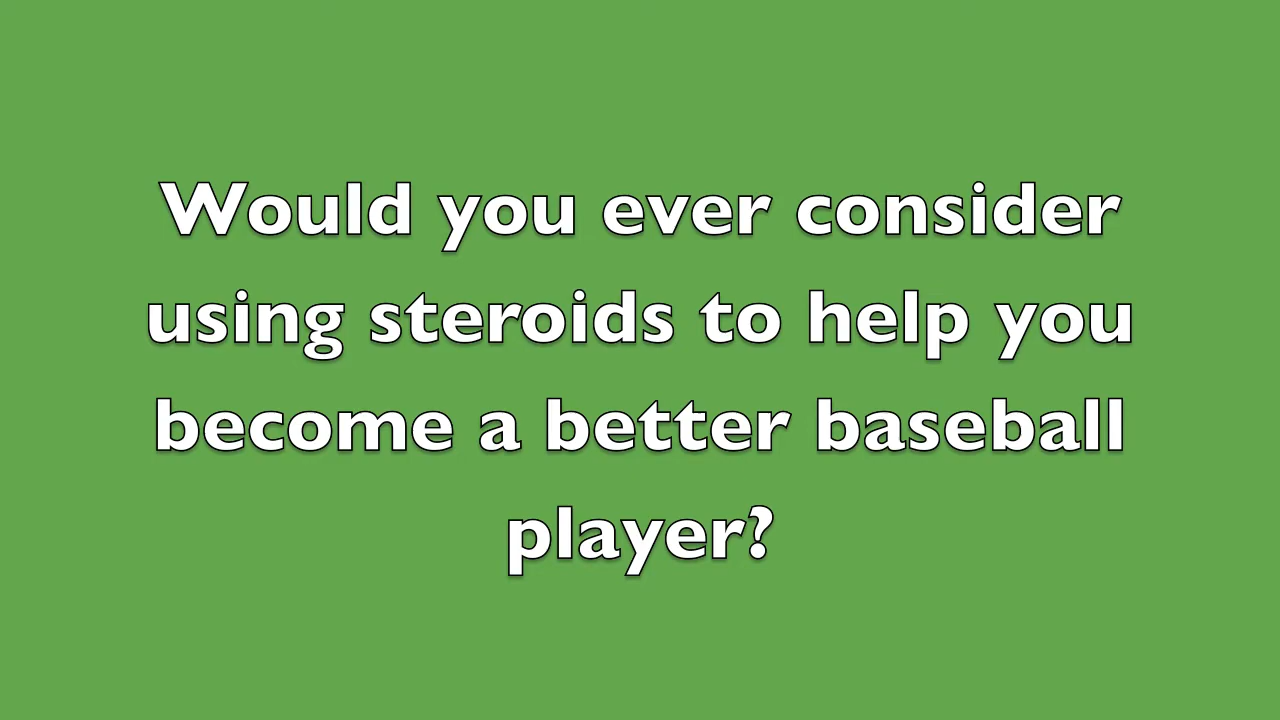 Would you ever consider
using steroids to help you
become a better baseball
player?